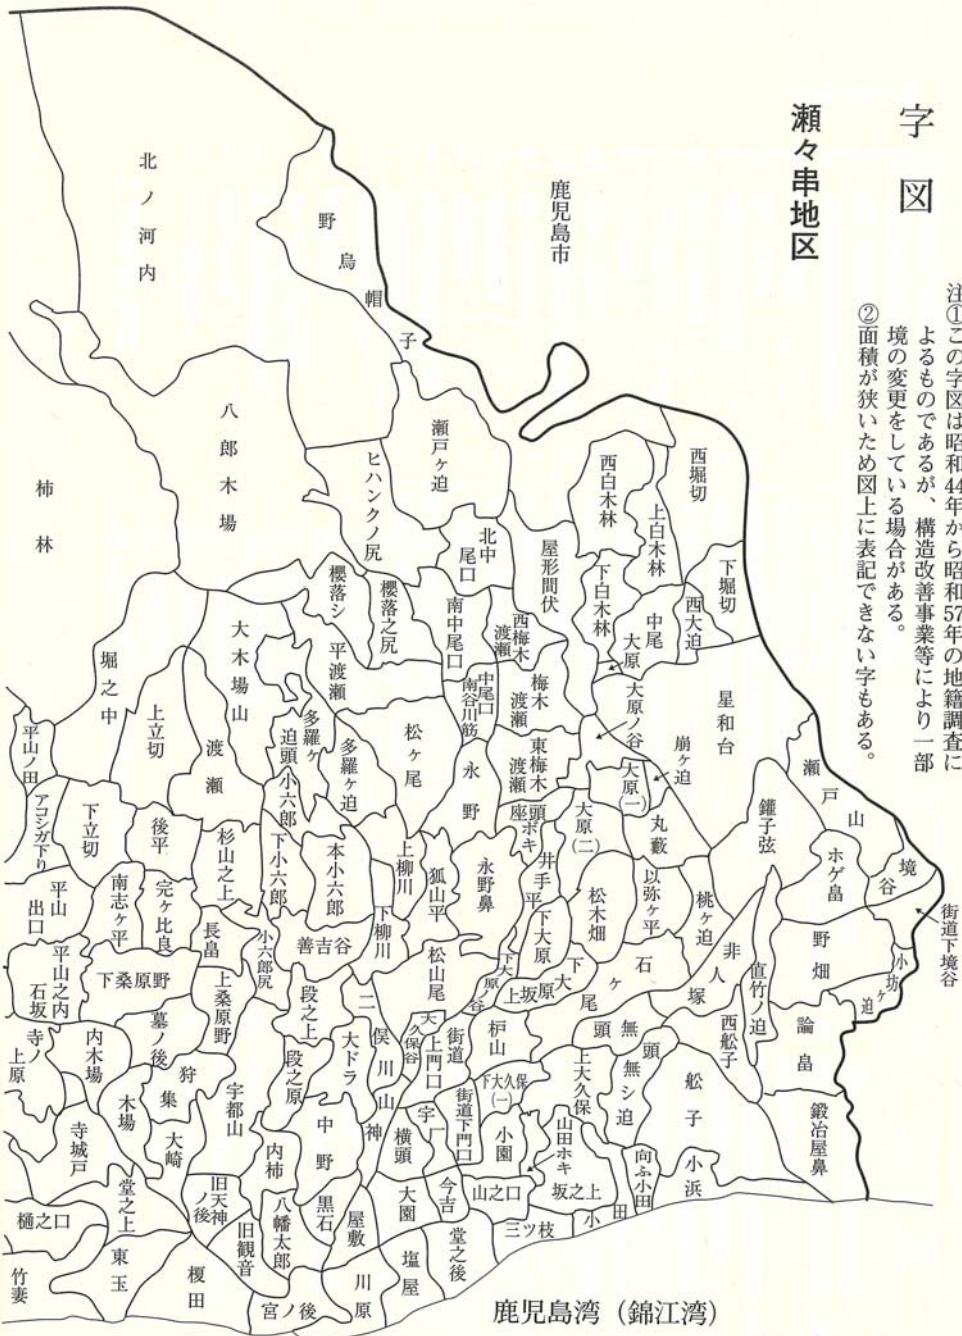 字図
瀬々串地区
注①この字図は昭和44年から昭和57年の地籍調査に
よるものであるが、構造改善事業等により一部
境の変更をしている場合がある。
②面積が狭いため図上に表記できない字もある。
鹿児島市
北ノ河内
野烏帽子
八郎木場
柿林
瀬戸ヶ迫
ヒハンクノ尻
北中尾口
屋形間伏
西白木林
上白木林
西堀切
下堀切
下白木林
中尾
西大迫
大原
櫻落シ
櫻落之尻
南中尾口
西梅木渡瀬
梅木渡瀬
大原ノ谷
星和台
崩ヶ迫
堀之中
上立切
大木場山
渡瀬
平渡瀬
多羅ヶ迫頭
多羅ヶ迫
松ヶ尾
中尾口南谷川筋
永野
東梅木渡瀬
大原(一)
瀬戸山
鑵子弦
ホゲ畠
境谷
街道下境谷
平山ノ田
アコシガ下り
下立切
後平
杉山之上
小六郎
下小六郎
本小六郎
上柳川
狐山平
永野鼻
座頭ボキ
井手平
大原(二)
丸藪
松木畑
以弥ヶ平
桃ヶ迫
非人塚
直竹ノ迫
野畑
小坊ヶ迫
平山出口
南志ヶ平
完ヶ比良
長畠
小六郎尻
善吉谷
下柳川
松山尾
下大原ノ谷
下大原
上坂
下大原
石ヶ尾
西舩子
論畠
平山之内石坂
下桑原野
上桑原野
段之上
二俣川山
大久保谷
上門口
街道
枦山
頭無
頭無シ迫
舩子
鍛冶屋鼻
寺ノ上原
内木場
墓ノ後
狩集
宇都山
段之原
大ドラ
下大久保(一)
上大久保
木場
大崎
内柿
中野
神
横頭
宇厂
街道下門口
小園
山田ホキ
向ふ小田
小浜
寺城戸
堂之上
旧天神ノ後
旧観音
八幡太郎
黒石
屋敷
大園
今吉
山之口
坂之上
小田
三ツ枝
樋之口
竹妻
東玉
榎田
宮ノ後
川原
塩屋
堂之後
鹿児島湾（錦江湾）